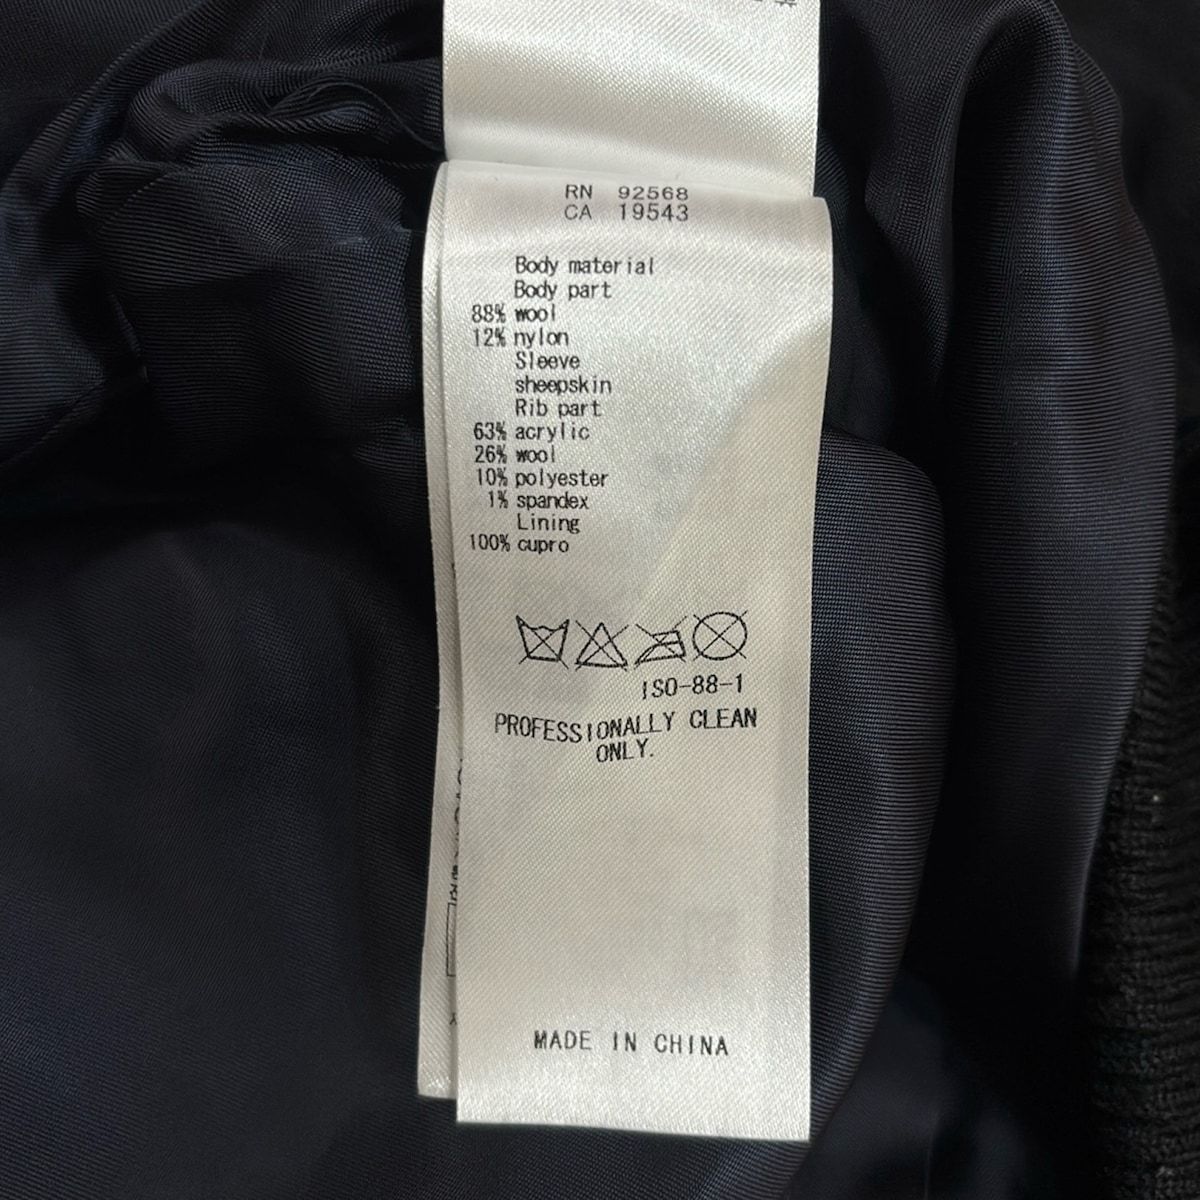 RN 92568
CA 19543
Body material
Body part
88% wool
12% nylon
Sleeve
sheepskin
Rib part
63% acrylic
26% wool
10% polyester
1% spandex
Lining
100% cupro
ISO-88-1
PROFESSIONALLY CLEAN
ONLY.
MADE IN CHINA